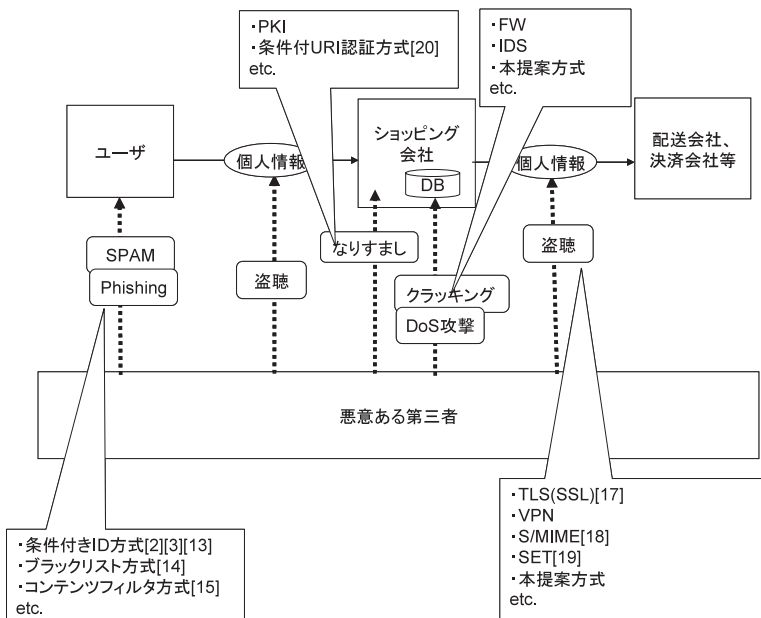 ・PKI
・条件付URI認証方式[20]
etc.
・FW
・IDS
・本提案方式
etc.
ユーザ
個人情報
ショッピング
会社
DB
個人情報
配送会社、
決済会社等
SPAM
Phishing
盗聴
なりすまし
クラッキング
DoS攻撃
盗聴
悪意ある第三者
・条件付きID方式[2][3][13]
・ブラックリスト方式[14]
・コンテンツフィルタ方式[15]
etc.
・TLS(SSL)[17]
・VPN
・S/MIME[18]
・SET[19]
・本提案方式
etc.